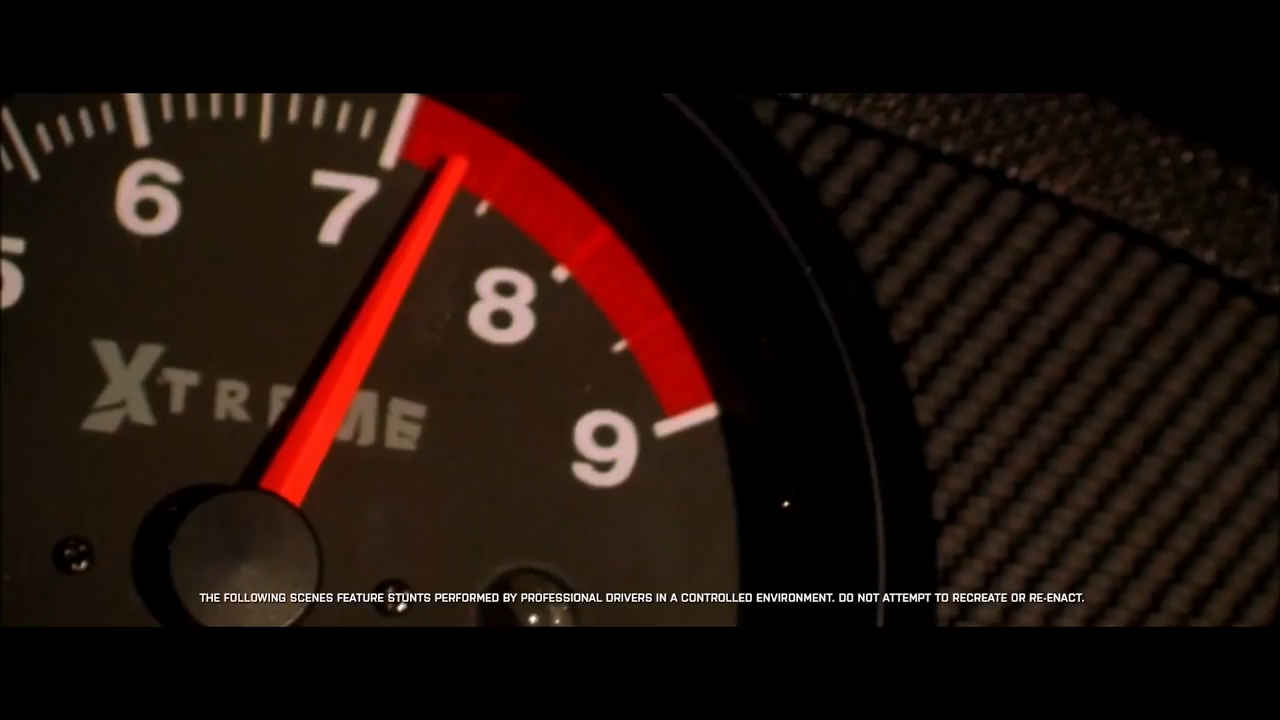 6
7
5
8
XTREME
9
THE FOLLOWING SCENES FEATURE STUNTS PERFORMED BY PROFESSIONAL DRIVERS IN A CONTROLLED ENVIRONMENT. DO NOT ATTEMPT TO RECREATE OR RE-ENACT.